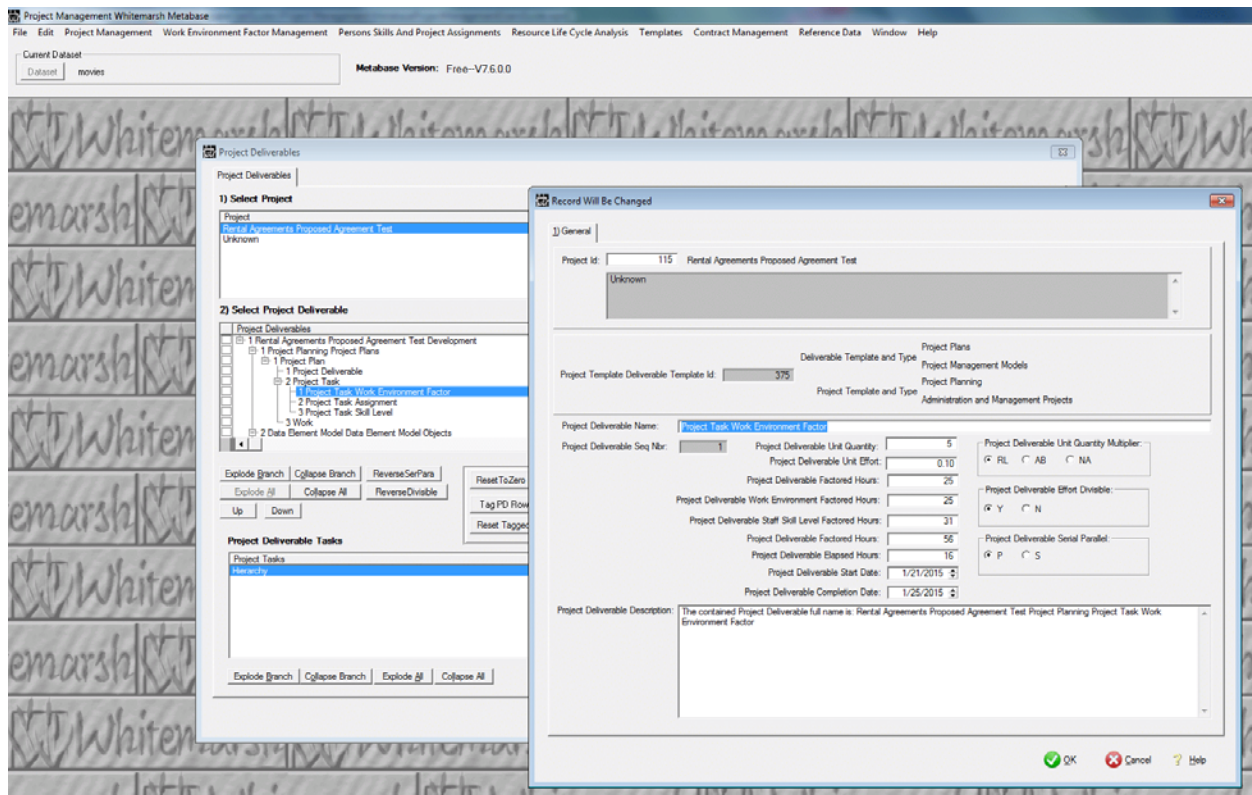 Project Management Whitemarsh Metabase
File Edit Project Management Work Environment Factor Management Persons Skills And Project Assignments Resource Life Cycle Analysis Templates Contract Management Reference Data Window Help
Current Dataset
Dataset movies
Metabase Version: Free--V7.6.0.0
Project Deliverables
Project Deliverables
1) Select Project
Project
Rental Agreements Proposed Agreement Test
Unknown
2) Select Project Deliverable
Project Deliverables
1 Rental Agreements Proposed Agreement Test Development
1 Project Planning Project Plans
1 Project Plan
1 Project Deliverable
2 Project Task
1 Project Task Work Environment Factor
2 Project Task Assignment
3 Project Task Skill Level
3 Work
2 Data Element Model Data Element Model Objects
Explode Branch Collapse Branch ReverseSerPara
Explode All Collapse All ReverseDivisble
Up Down
ResetToZero
Tag PD Row
Reset Tagged
Project Deliverable Tasks
Project Tasks
Hierarchy
Explode Branch Collapse Branch Explode All Collapse All
Record Will Be Changed
1) General
Project Id: 115 Rental Agreements Proposed Agreement Test
Unknown
Project Template Deliverable Template Id: 375
Deliverable Template and Type
Project Plans
Project Management Models
Project Template and Type
Project Planning
Administration and Management Projects
Project Deliverable Name: Project Task Work Environment Factor
Project Deliverable Seq Nbr: 1
Project Deliverable Unit Quantity: 5
Project Deliverable Unit Effort: 0.10
Project Deliverable Factored Hours: 25
Project Deliverable Work Environment Factored Hours: 25
Project Deliverable Staff Skill Level Factored Hours: 31
Project Deliverable Factored Hours: 56
Project Deliverable Elapsed Hours: 16
Project Deliverable Start Date: 1/21/2015
Project Deliverable Completion Date: 1/25/2015
Project Deliverable Unit Quantity Multiplier:
RL AB NA
Project Deliverable Effort Divisible:
Y N
Project Deliverable Serial Parallel:
P S
Project Deliverable Description: The contained Project Deliverable full name is: Rental Agreements Proposed Agreement Test Project Planning Project Task Work
Environment Factor
OK Cancel Help
Whitemarsh